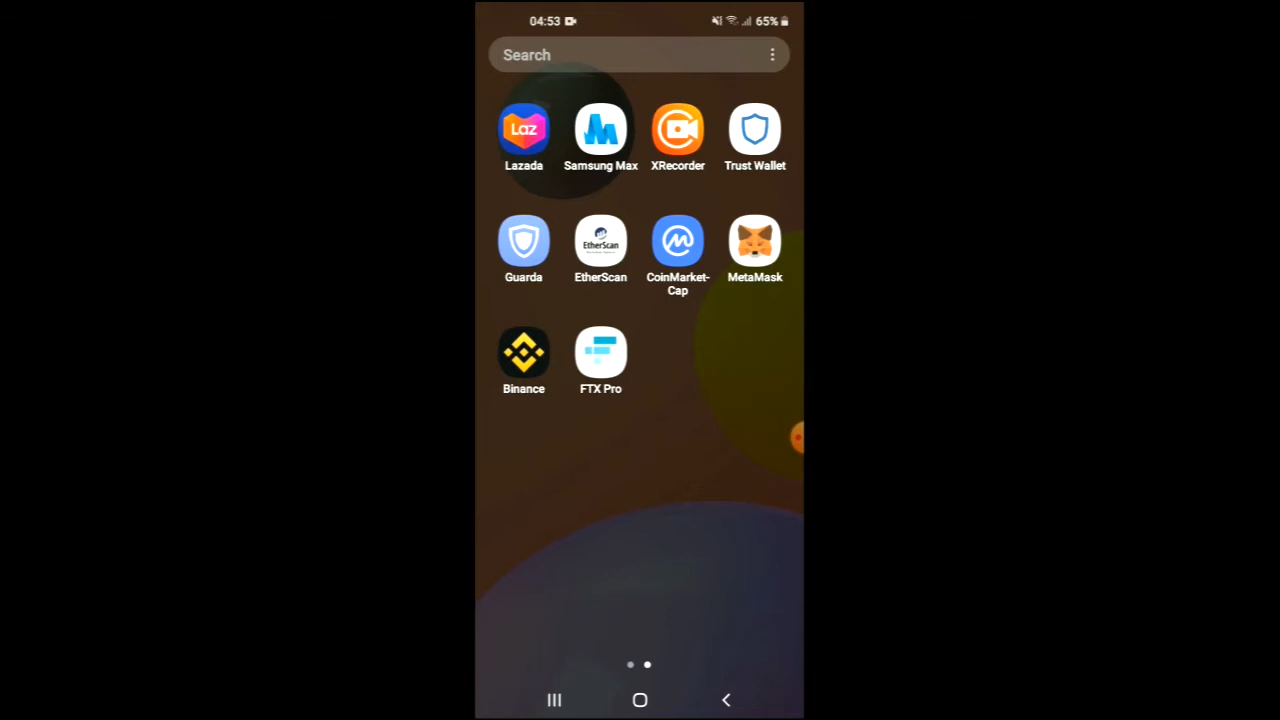 04:53
65%
Search
Laz
Lazada
Samsung Max
XRecorder
Trust Wallet
EtherScan
Guarda
EtherScan
CoinMarket-
Cap
MetaMask
Binance
FTX Pro